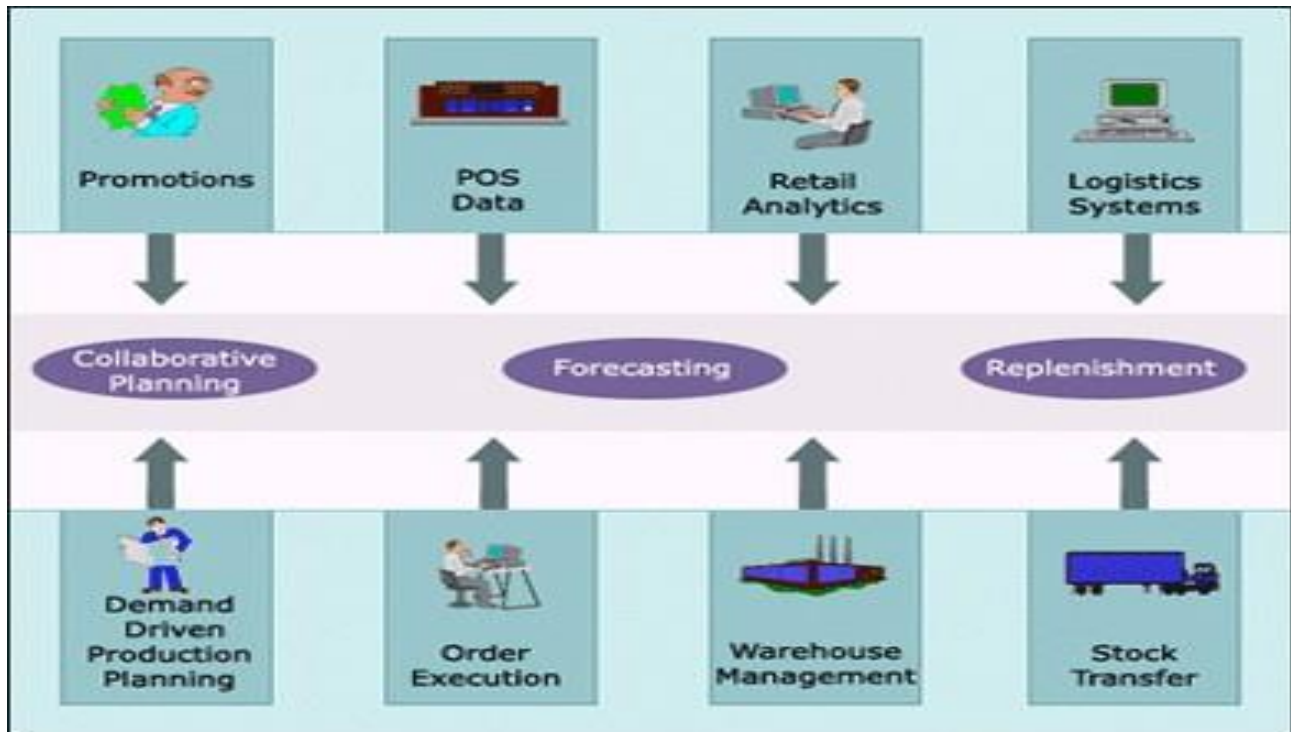 Promotions
POS
Data
Retail
Analytics
Logistics
Systems
Collaborative
Planning
Forecasting
Replenishment
Demand
Driven
Production
Planning
Order
Execution
Warehouse
Management
Stock
Transfer